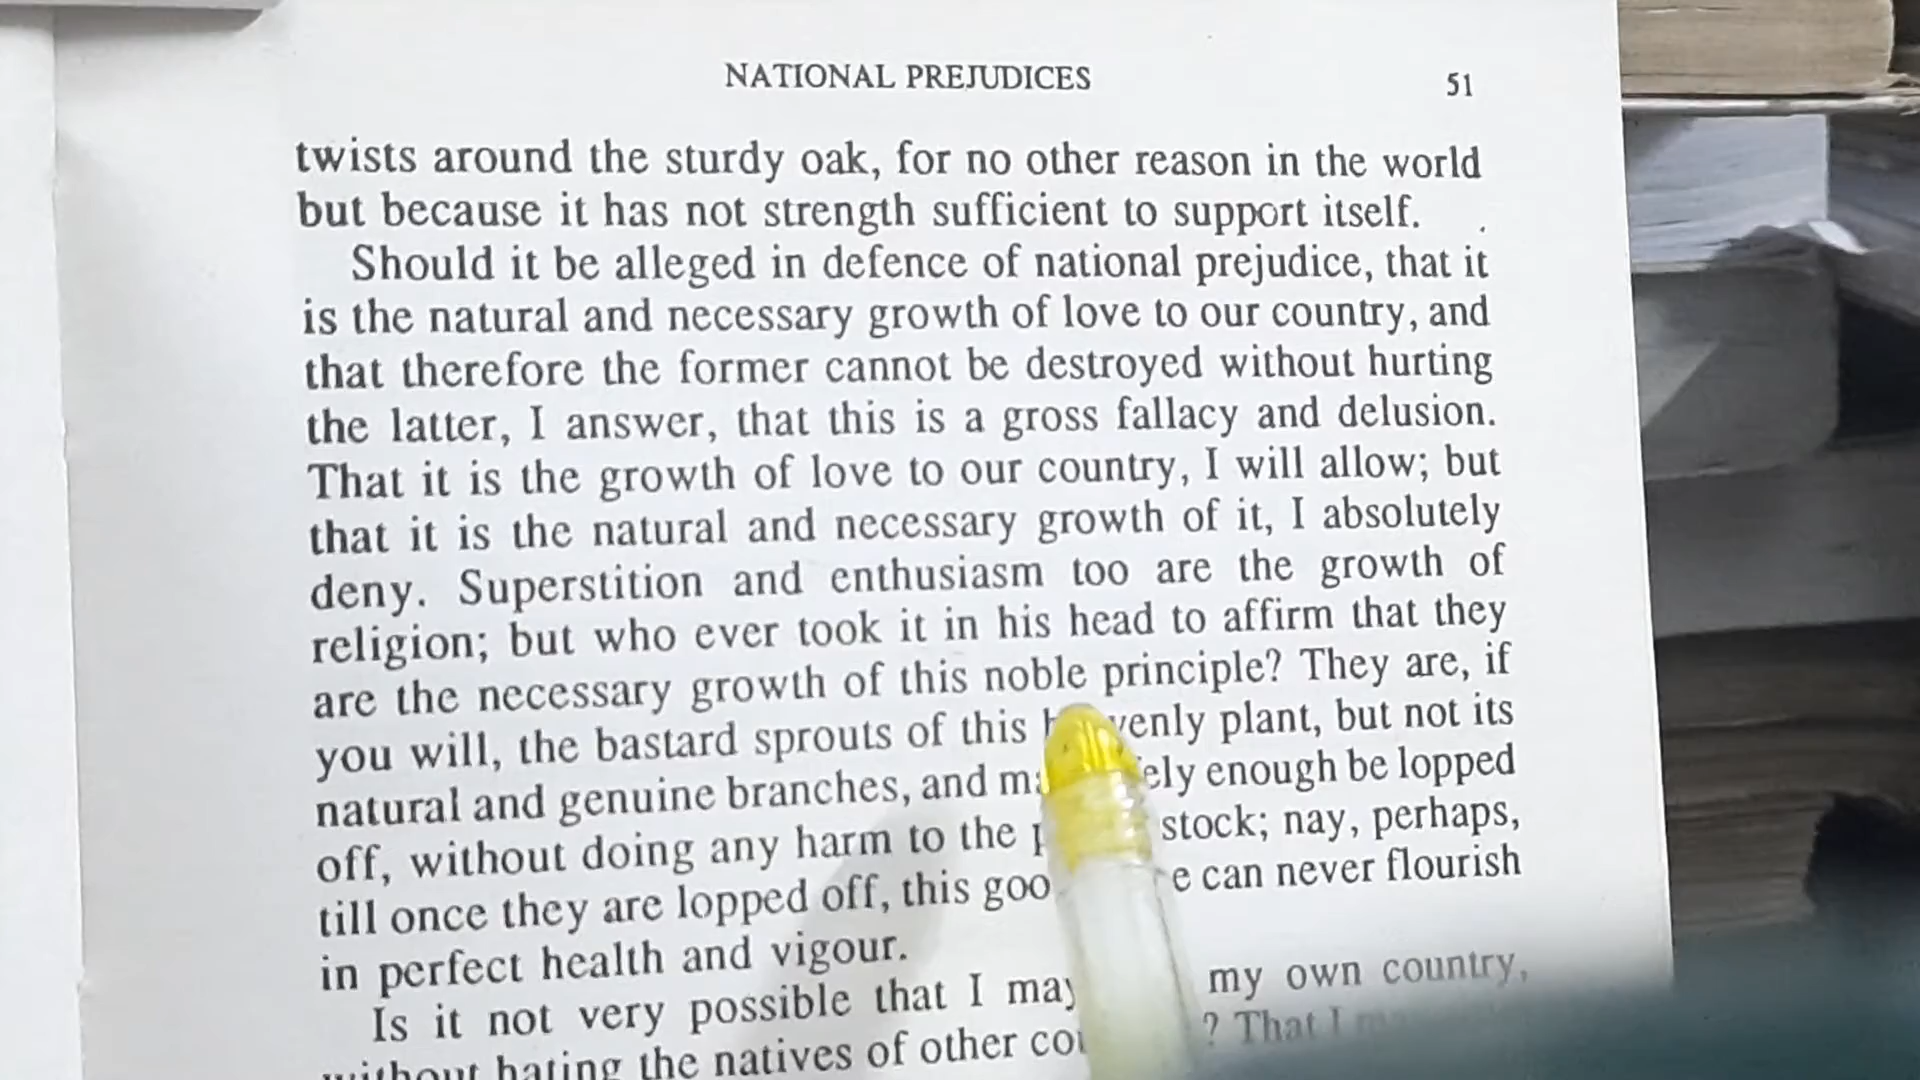 NATIONAL PREJUDICES
51
twists around the sturdy oak, for no other reason in the world
but because it has not strength sufficient to support itself.
Should it be alleged in defence of national prejudice, that it
is the natural and necessary growth of love to our country, and
that therefore the former cannot be destroyed without hurting
the latter, I answer, that this is a gross fallacy and delusion.
That it is the growth of love to our country, I will allow; but
that it is the natural and necessary growth of it, I absolutely
deny. Superstition and enthusiasm too are the growth of
religion; but who ever took it in his head to affirm that they
are the necessary growth of this noble principle? They are, if
you will, the bastard sprouts of this plant, but not its
natural and genuine branches, and enough be lopped
off, without doing any harm to the stock; nay, perhaps,
till once they are lopped off, this can never flourish
in perfect health and vigour.
Is it not very possible that I may my own country,
without hating the natives of other ? That I